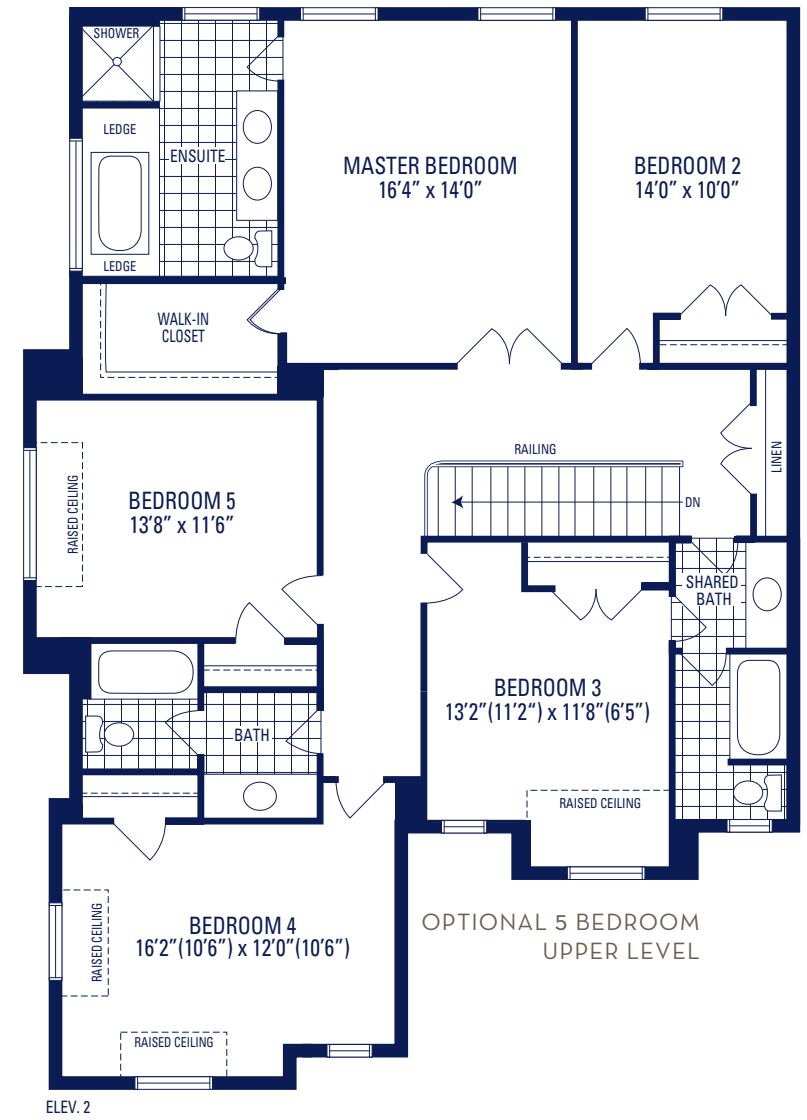 SHOWER
LEDGE
ENSUITE
LEDGE
MASTER BEDROOM
16’4” x 14’0”
BEDROOM 2
14’0” x 10’0”
WALK-IN
CLOSET
RAILING
DN
LINEN
BEDROOM 5
13’8” x 11’6”
RAISED CEILING
SHARED
BATH
BEDROOM 3
13’2”(11’2“) x 11’8”(6’5”)
RAISED CEILING
BATH
BEDROOM 4
16’2”(10’6”) x 12’0”(10’6”)
RAISED CEILING
RAISED CEILING
OPTIONAL 5 BEDROOM
UPPER LEVEL
ELEV. 2